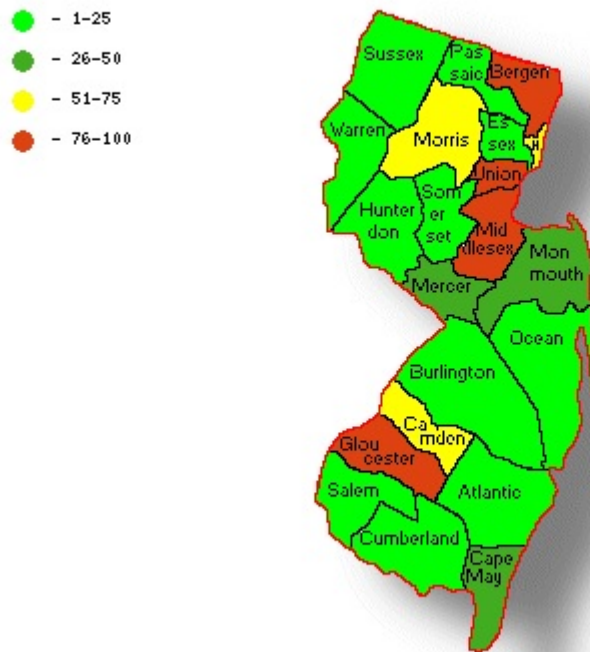 - 1-25
- 26-50
- 51-75
- 76-100
Sussex
Pas
saic
Bergen
Warren
Morris
Es
sex
H
Union
Hunter
don
Som
er
set
Mid
dlesex
Mercer
Mon
mouth
Ocean
Burlington
Ca
mden
Glou
cester
Salem
Atlantic
Cumberland
Cape
May